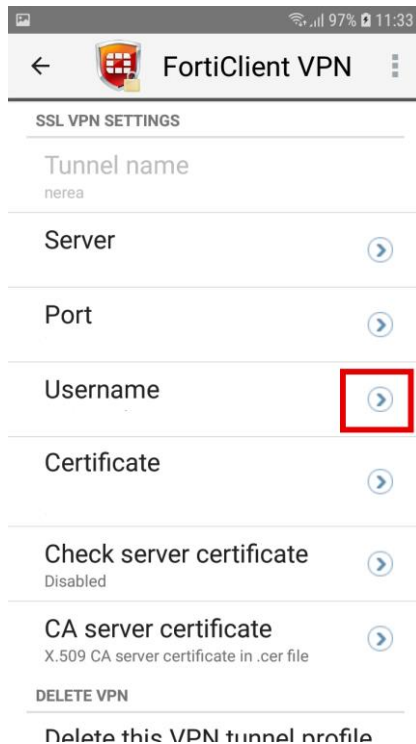 97% 11:33
FortiClient VPN
SSL VPN SETTINGS
Tunnel name
nerea
Server
Port
Username
Certificate
Check server certificate
Disabled
CA server certificate
X.509 CA server certificate in .cer file
DELETE VPN
Delete this VPN tunnel profile